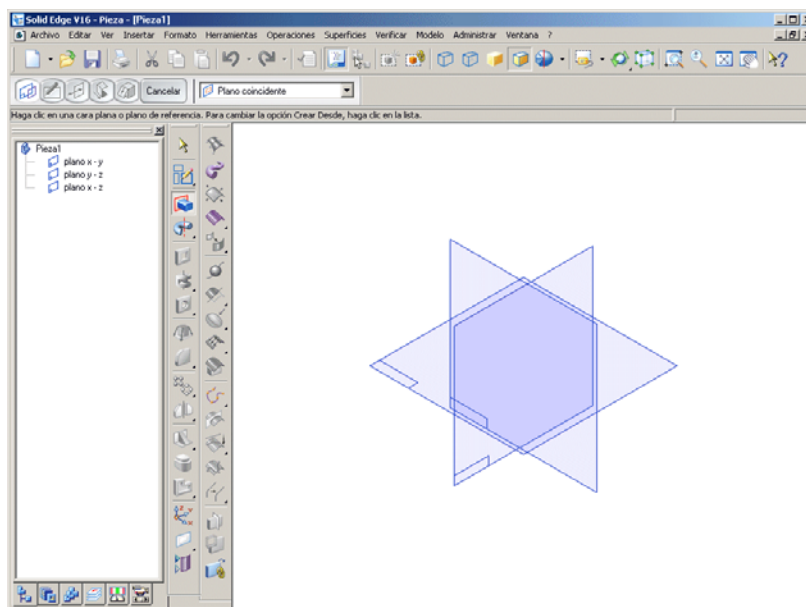 Solid Edge V16 - Pieza - [Pieza1]
Archivo Editar Ver Insertar Formato Herramientas Operaciones Superficies Verificar Modelo Administrar Ventana ?
Cancelar Plano coincidente
Haga clic en una cara plana o plano de referencia. Para cambiar la opción Crear Desde, haga clic en la lista.
Pieza1
plano x - y
plano y - z
plano x - z